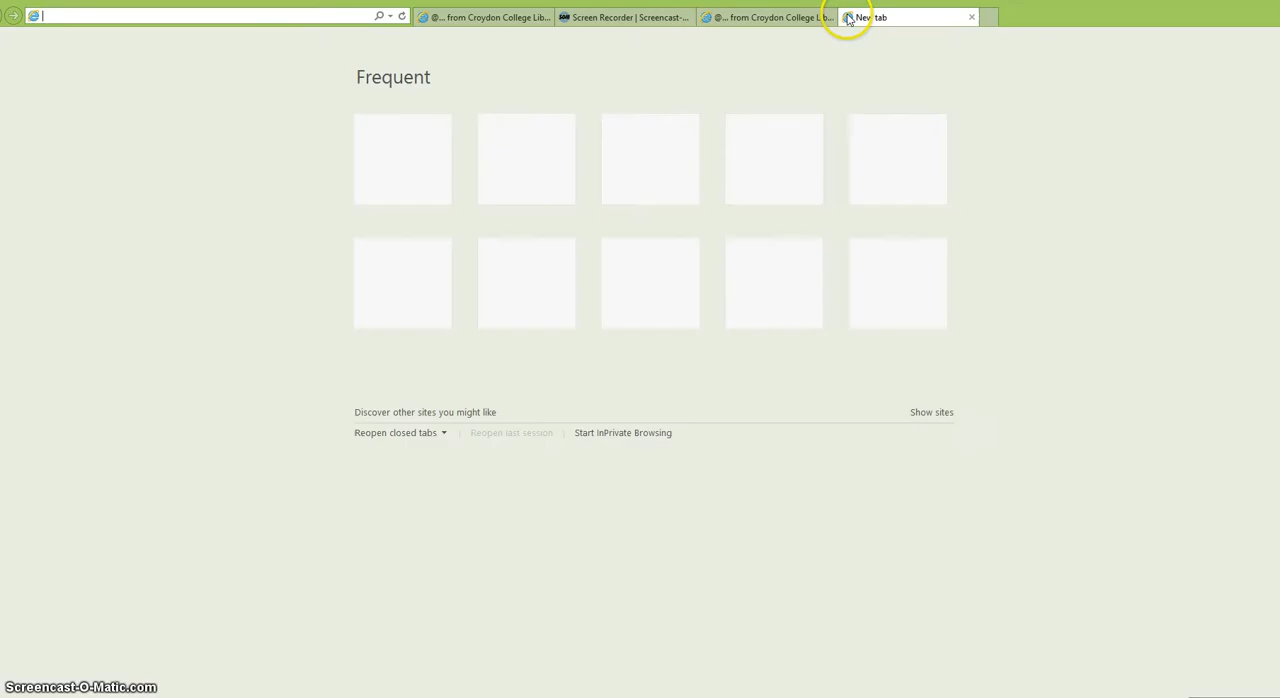 @... from Croydon College Lib...
Screen Recorder | Screencast-...
@... from Croydon College Lib...
New tab
Frequent
Discover other sites you might like
Show sites
Reopen closed tabs
Reopen last session
Start InPrivate Browsing
Screencast-O-Matic.com